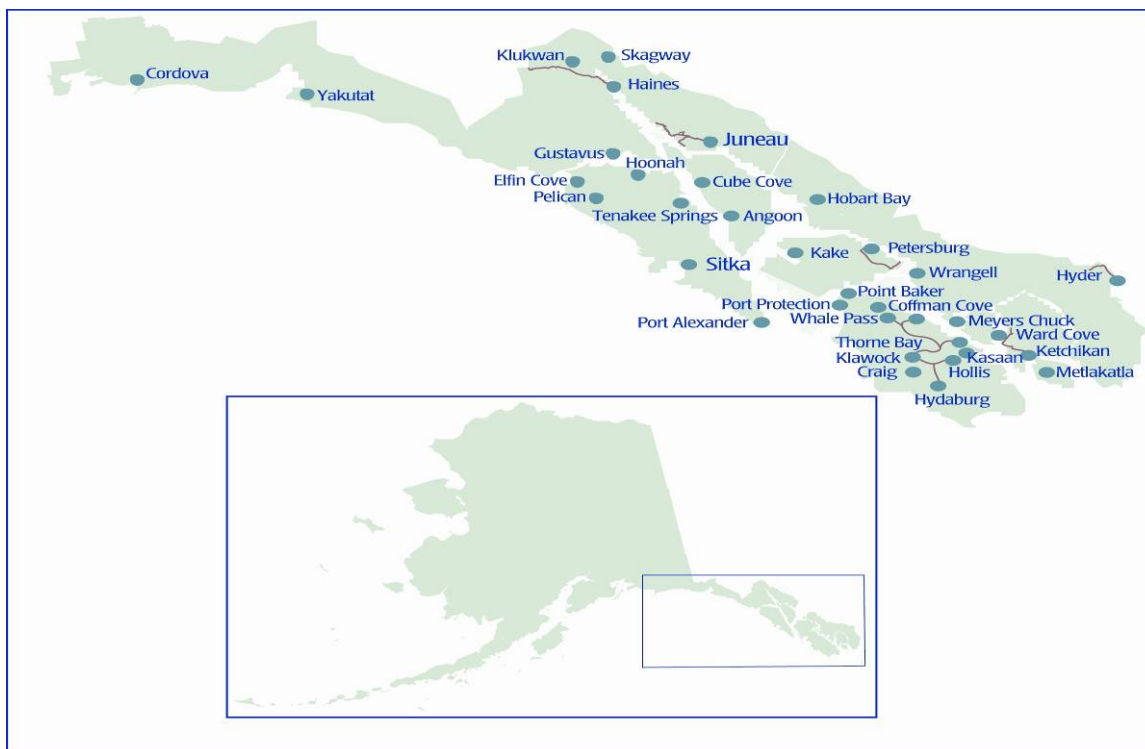 Klukwan
Skagway
Cordova
Haines
Yakutat
Juneau
Gustavus
Hoonah
Elfin Cove
Cube Cove
Pelican
Hobart Bay
Tenakee Springs
Angoon
Petersburg
Kake
Sitka
Wrangell
Hyder
Point Baker
Port Protection
Coffman Cove
Whale Pass
Port Alexander
Meyers Chuck
Ward Cove
Thorne Bay
Klawock
Kasaan
Ketchikan
Craig
Hollis
Metlakatla
Hydaburg